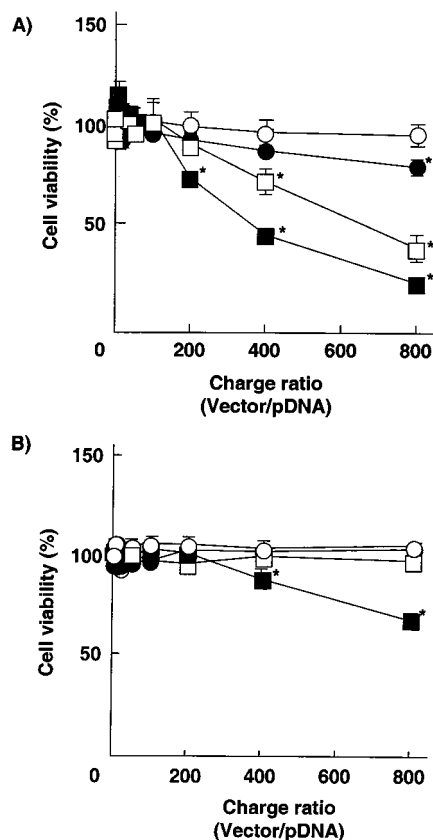 A)
150
100
50
Cell viability (%)
*
*
*
*
*
0 200 400 600 800
Charge ratio
(Vector/pDNA)
B)
150
100
50
Cell viability (%)
*
*
0 200 400 600 800
Charge ratio
(Vector/pDNA)